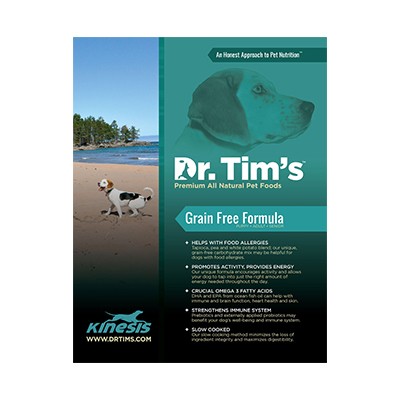 An Honest Approach to Pet Nutrition™
Dr. Tim's™
Premium All Natural Pet Foods
Grain Free Formula
PUPPY • ADULT • SENIOR
HELPS WITH FOOD ALLERGIES
Tapioca, pea and white potato blend, our unique,
grain-free carbohydrate mix may be helpful for
dogs with food allergies.
PROMOTES ACTIVITY, PROVIDES ENERGY
Our unique formula encourages activity and allows
your dog to tap into just the right amount of
energy needed throughout the day.
CRUCIAL OMEGA 3 FATTY ACIDS
DHA and EPA from ocean fish oil can help with
immune and brain function, heart health and skin.
STRENGTHENS IMMUNE SYSTEM
Prebiotics and externally applied probiotics may
benefit your dog's well-being and immune system.
SLOW COOKED
Our slow cooking method minimizes the loss of
ingredient integrity and maximizes digestibility.
KINESIS
WWW.DRTIMS.COM